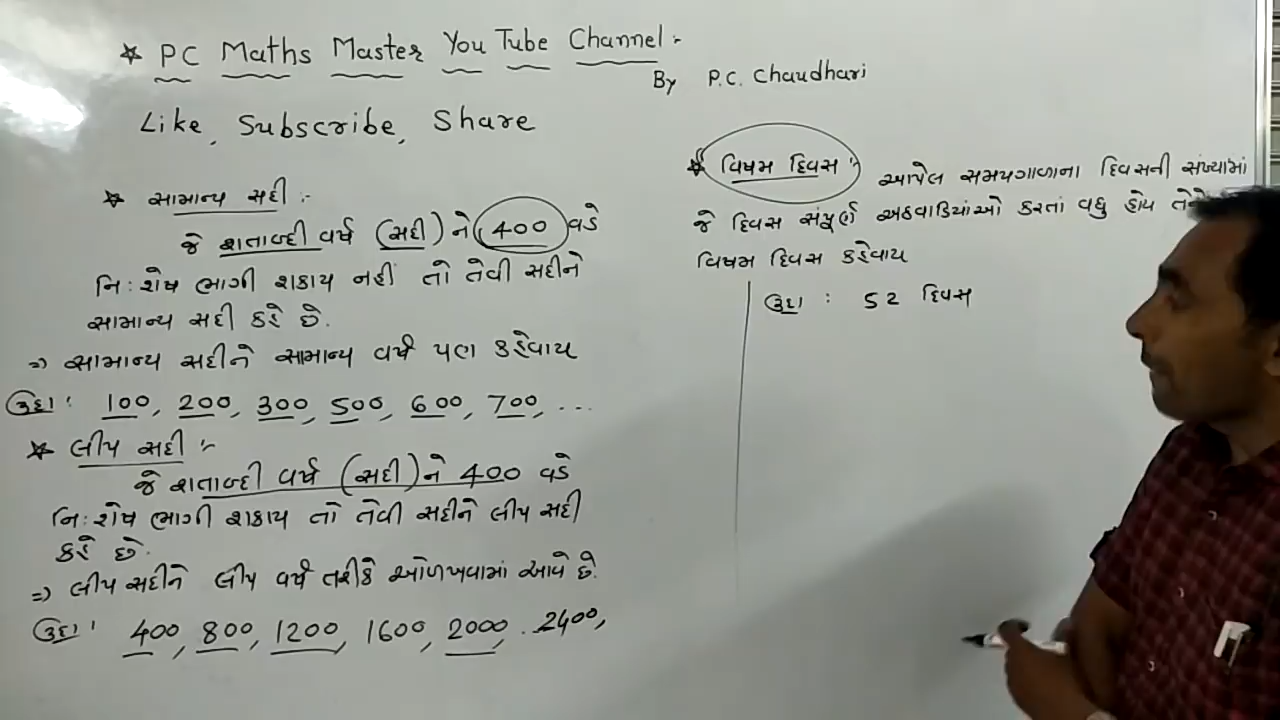 ★ PC Maths Master You Tube Channel :-
By P.C. Chaudhari
Like, Subscribe, Share
★ સામાન્ય સદી :-
જે શતાબ્દી વર્ષ (સદી) ને 400 વડે
નિ:શેષ ભાગી શકાય નહીં તો તેવી સદીને
સામાન્ય સદી કહે છે.
⇒ સામાન્ય સદીને સામાન્ય વર્ષ પણ કહેવાય
ઉદા: 100, 200, 300, 500, 600, 700, ...
★ લીપ સદી :-
જે શતાબ્દી વર્ષ (સદી) ને 400 વડે
નિ:શેષ ભાગી શકાય તો તેવી સદીને લીપ સદી
કહે છે.
⇒ લીપ સદીને લીપ વર્ષ તરીકે ઓળખવામાં આવે છે.
ઉદા: 400, 800, 1200, 1600, 2000, 2400,
★ વિષમ દિવસ :- આપેલ સમયગાળાના દિવસની સંખ્યામાં
જે દિવસ સંપૂર્ણ અઠવાડિયાંઓ કરતાં વધુ હોય તેને
વિષમ દિવસ કહેવાય
ઉદા : 52 દિવસ